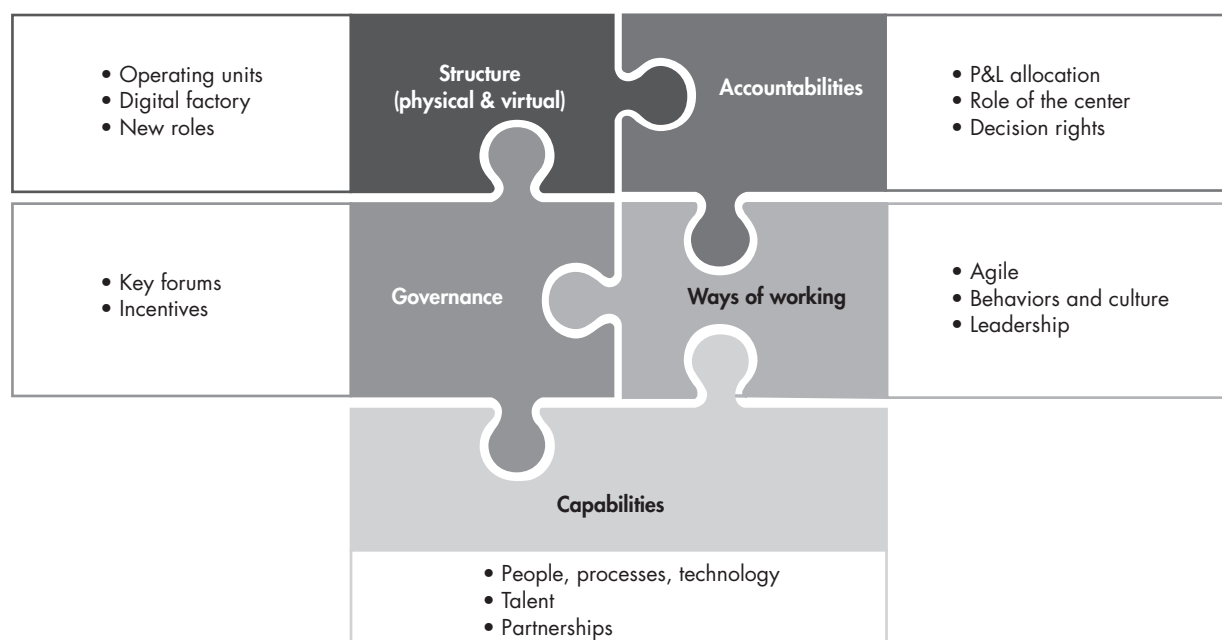 • Operating units
• Digital factory
• New roles
Structure
(physical & virtual)
Accountabilities
• P&L allocation
• Role of the center
• Decision rights
• Key forums
• Incentives
Governance
Ways of working
• Agile
• Behaviors and culture
• Leadership
Capabilities
• People, processes, technology
• Talent
• Partnerships